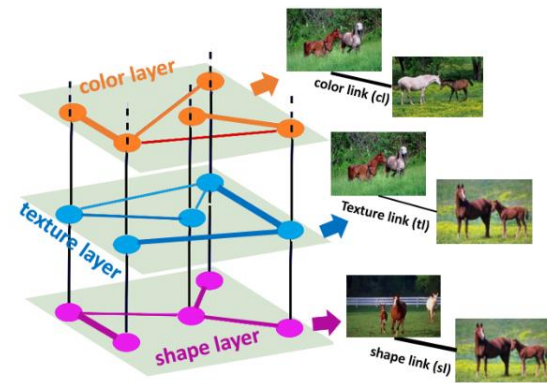 color layer
color link (cl)
texture layer
Texture link (tl)
shape layer
shape link (sl)